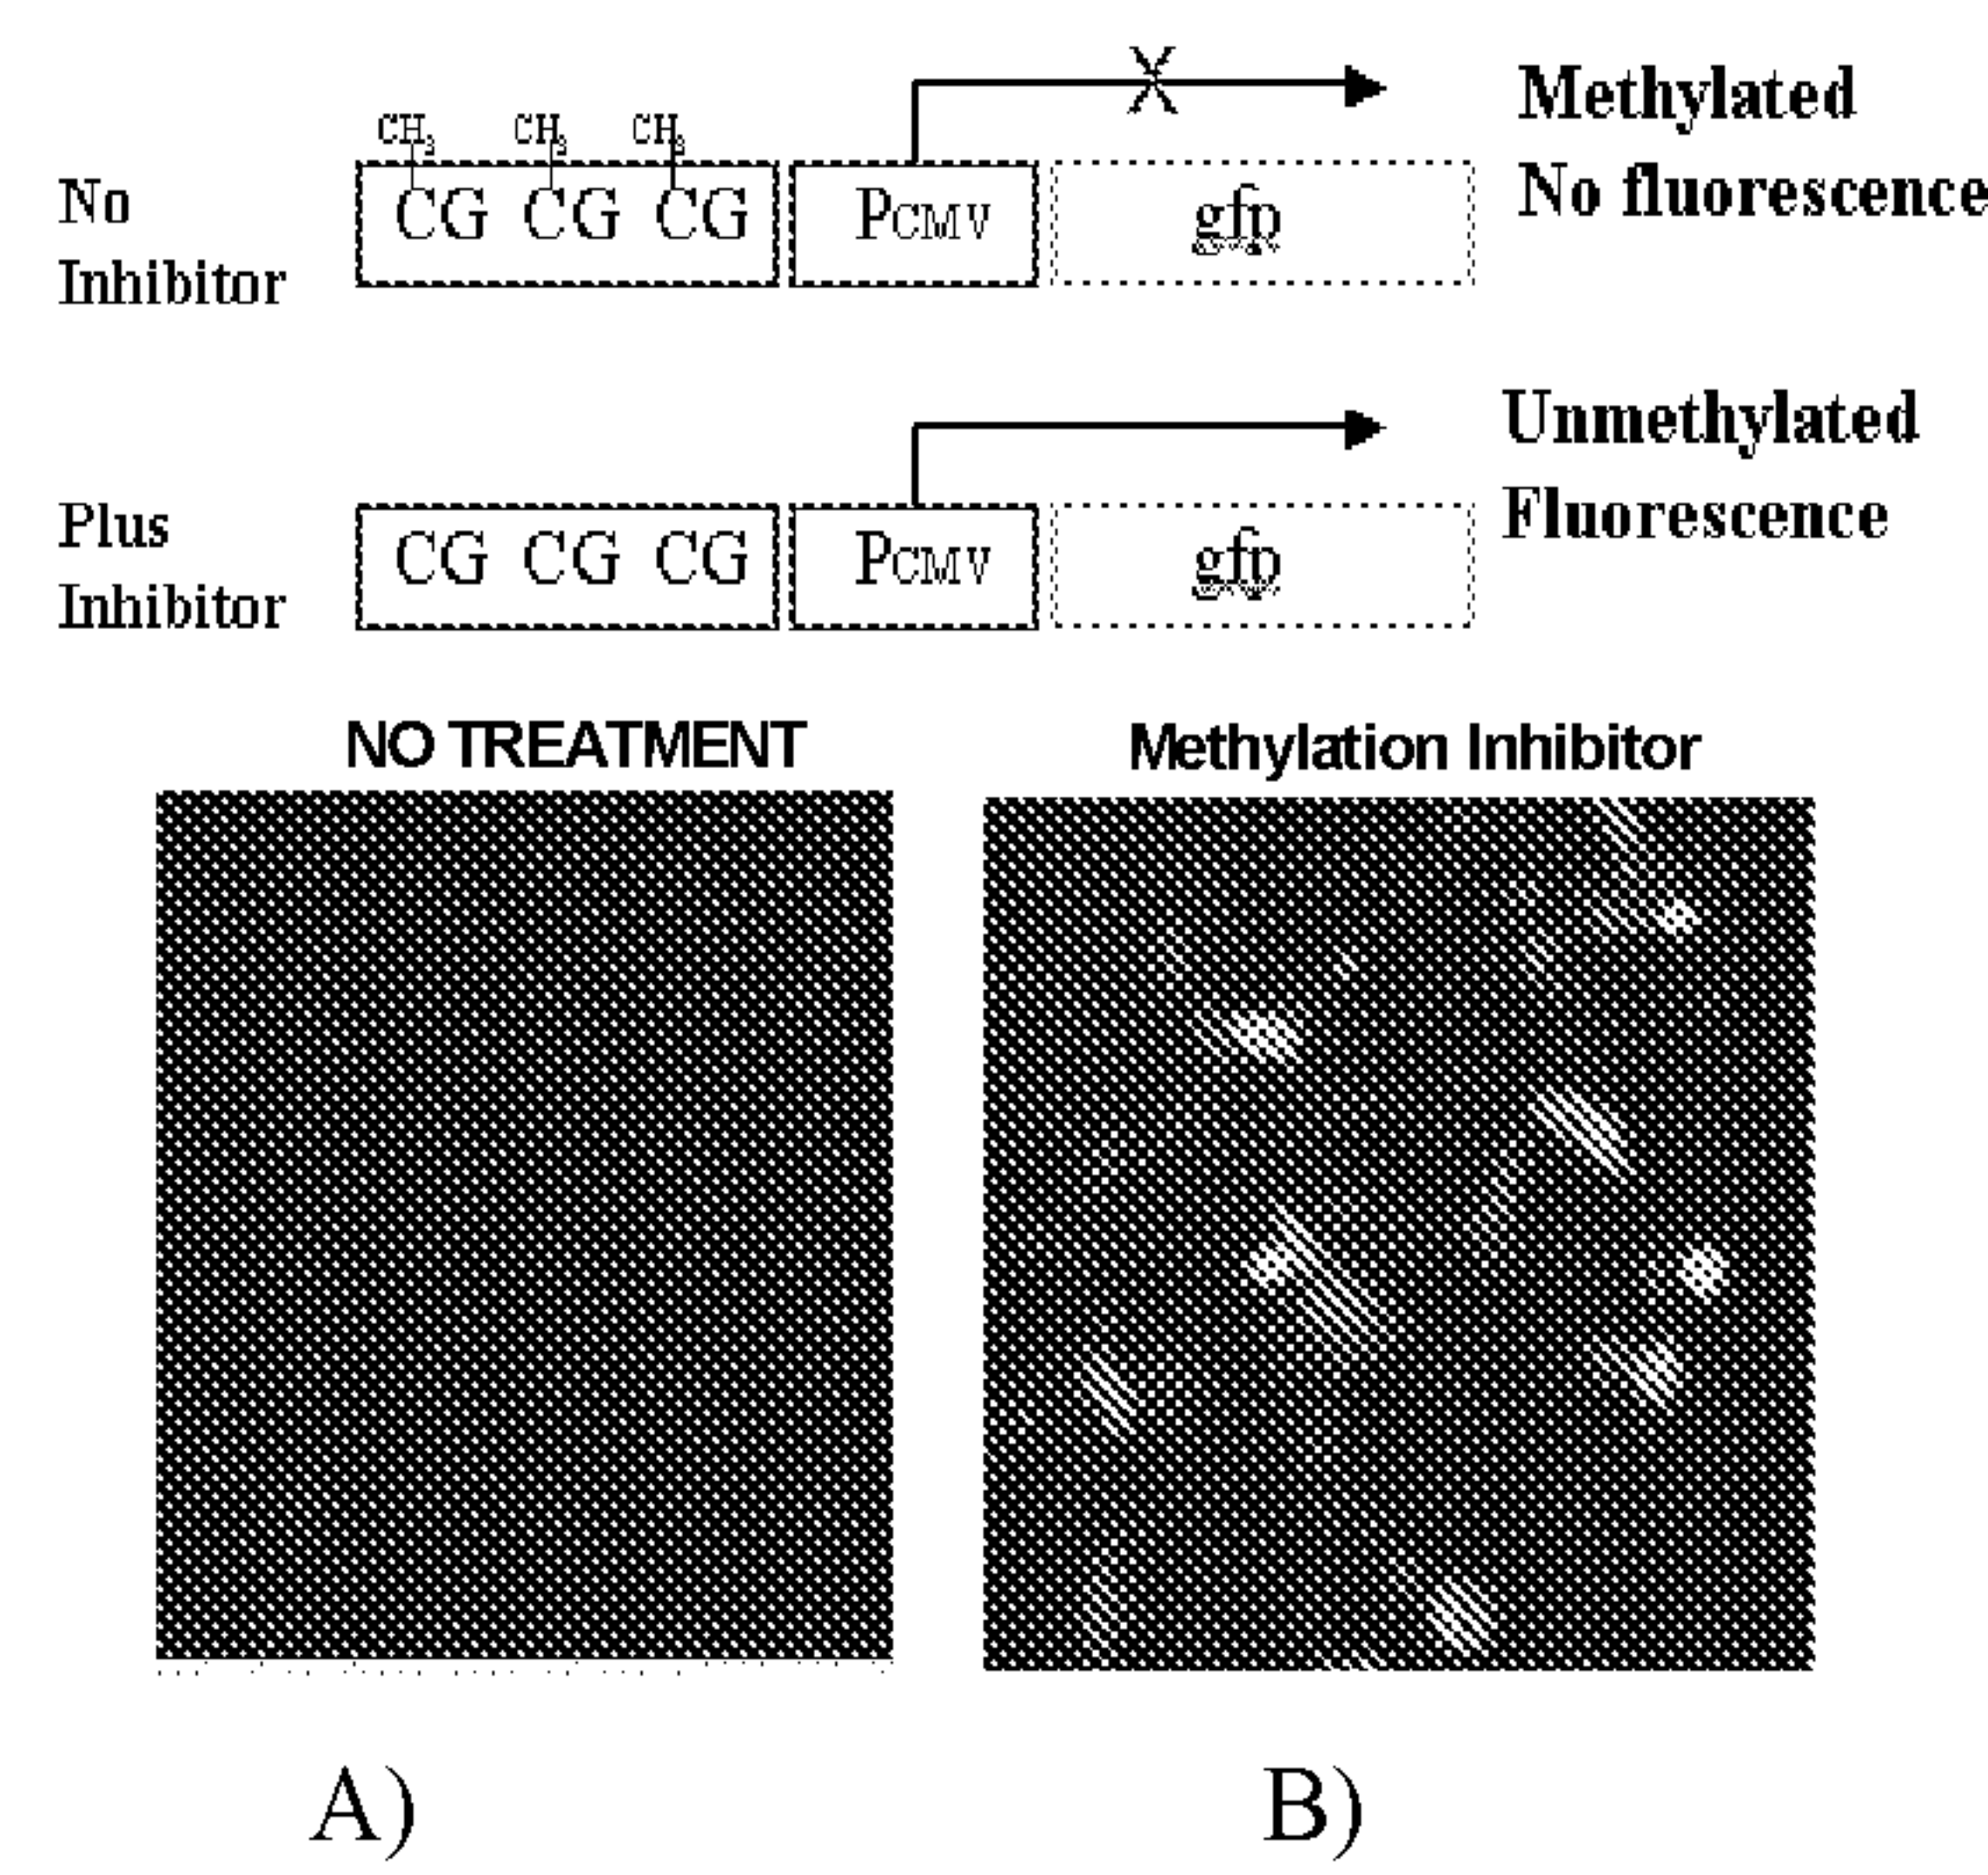 CH3 CH3 CH3
X
Methylated
No fluorescence
No
Inhibitor
CG CG CG
PCMV
gfp
Unmethylated
Fluorescence
Plus
Inhibitor
CG CG CG
PCMV
gfp
NO TREATMENT
Methylation Inhibitor
A)
B)